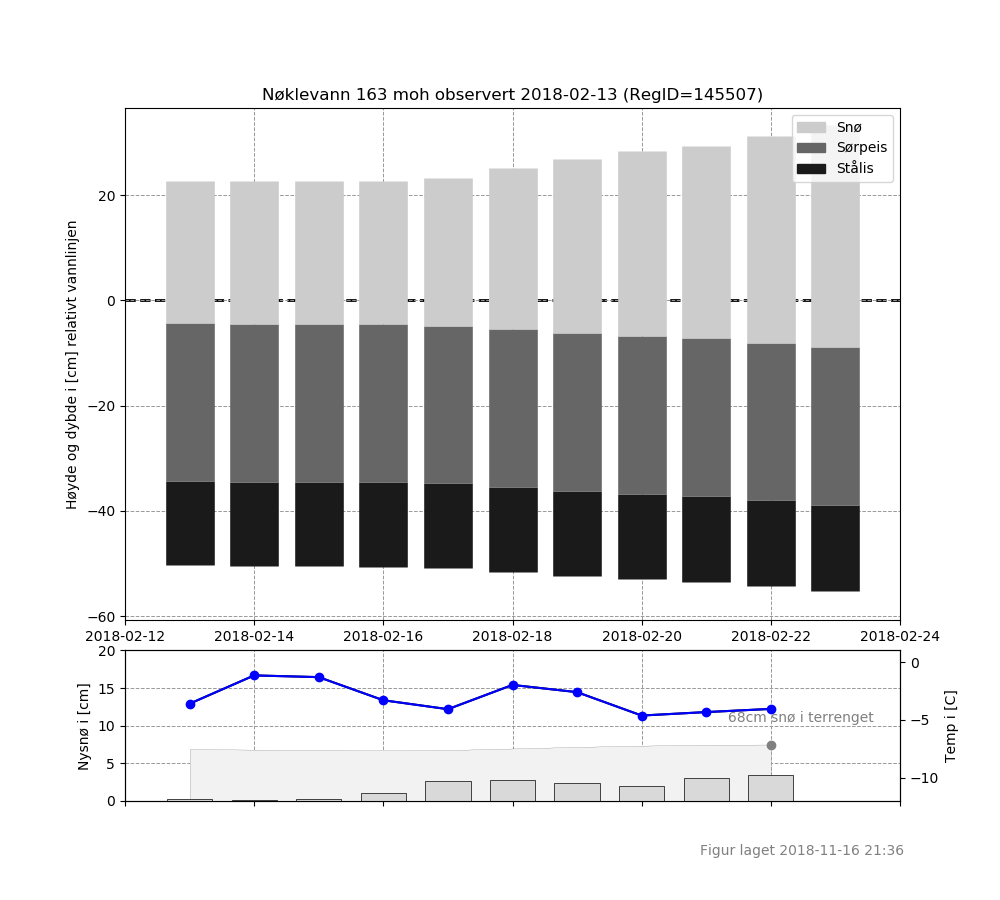 Nøklevann 163 moh observert 2018-02-13 (RegID=145507)
Snø
Sørpeis
Stålis
Høyde og dybde i [cm] relativt vannlinjen
20
0
−20
−40
−60
2018-02-12 2018-02-14 2018-02-16 2018-02-18 2018-02-20 2018-02-22 2018-02-24
Nysnø i [cm]
20
15
10
5
0
68cm snø i terrenget
0
−5
−10
Temp i [C]
Figur laget 2018-11-16 21:36